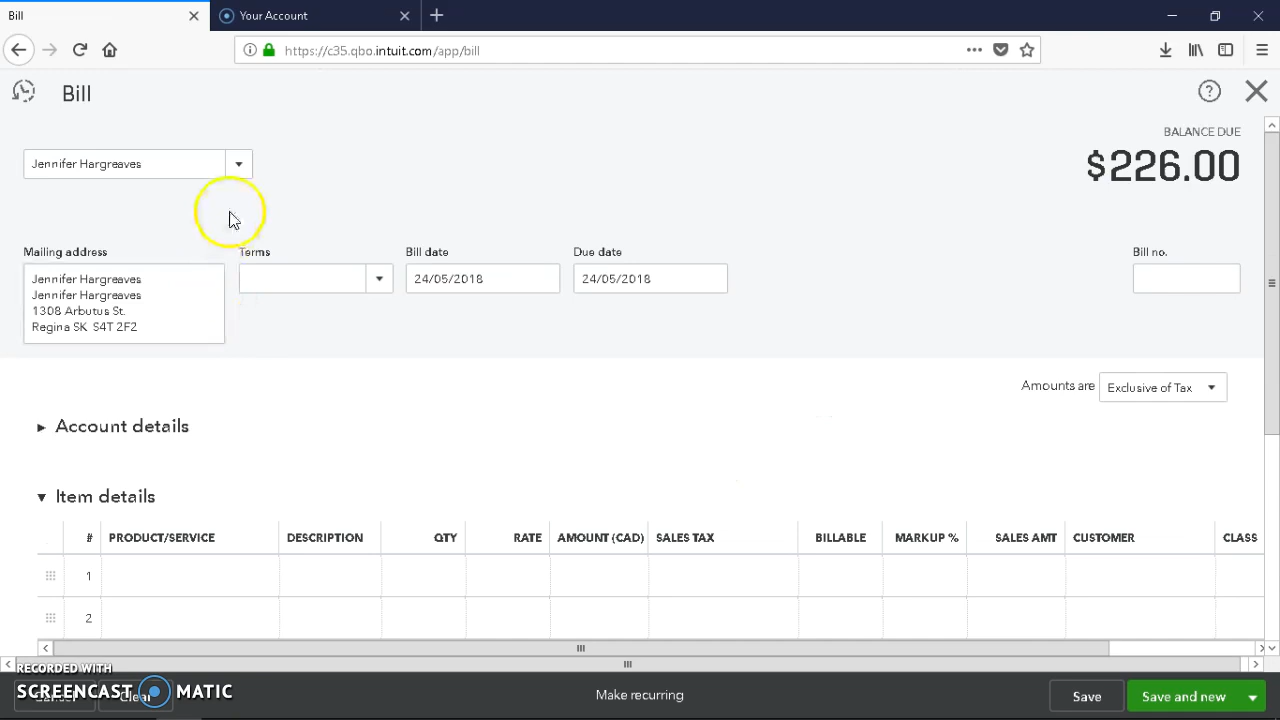 Bill
Your Account
https://c35.qbo.intuit.com/app/bill
Bill
BALANCE DUE
$226.00
Jennifer Hargreaves
Mailing address
Terms
Bill date
Due date
Bill no.
Jennifer Hargreaves
Jennifer Hargreaves
1308 Arbutus St.
Regina SK S4T 2F2
24/05/2018
24/05/2018
Amounts are
Exclusive of Tax
Account details
Item details
# PRODUCT/SERVICE DESCRIPTION QTY RATE AMOUNT (CAD) SALES TAX BILLABLE MARKUP % SALES AMT CUSTOMER CLASS
1
2
RECORDED WITH
SCREENCAST MATIC
Clear
Make recurring
Save
Save and new